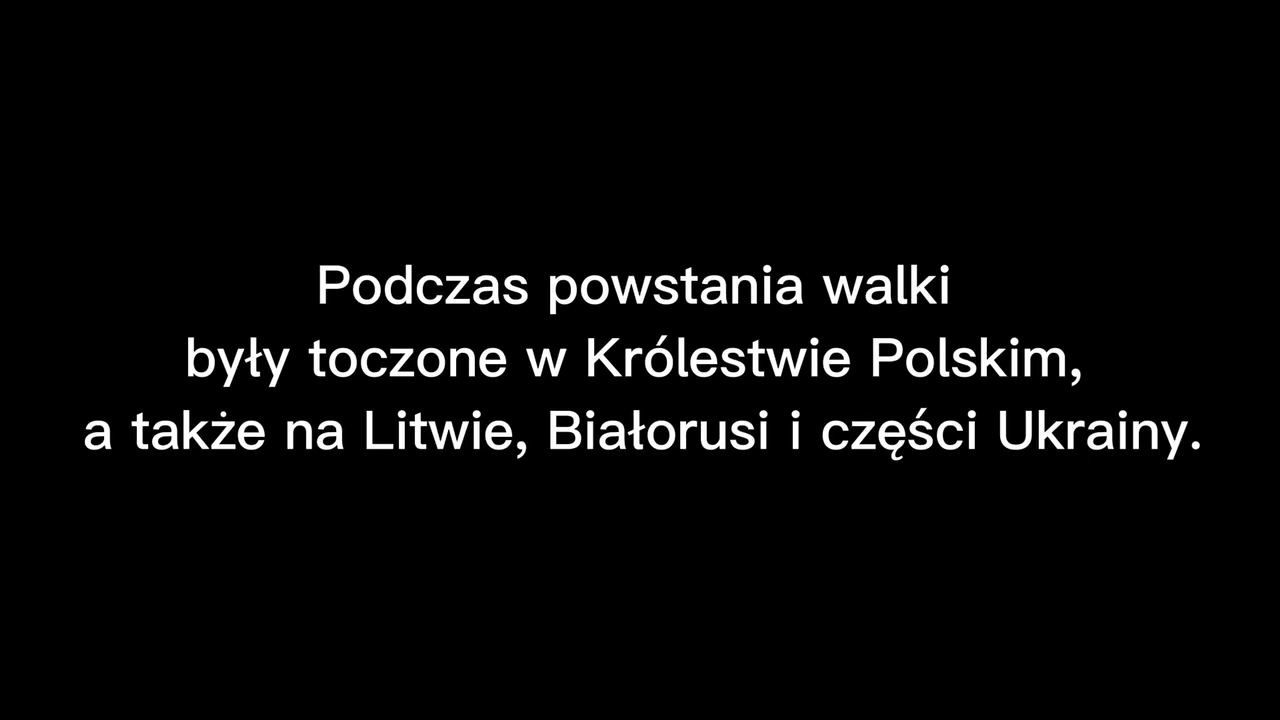 Podczas powstania walki
były toczone w Królestwie Polskim,
a także na Litwie, Białorusi i części Ukrainy.